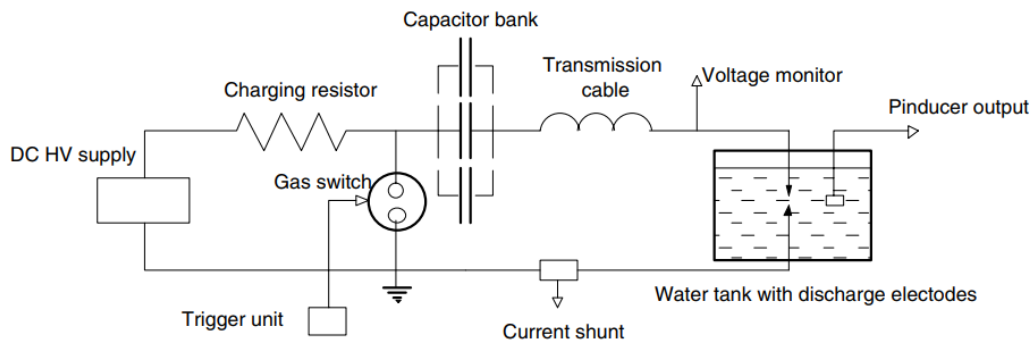 Capacitor bank
Transmission
cable
Voltage monitor
Charging resistor
Pinducer output
DC HV supply
Gas switch
Water tank with discharge electodes
Trigger unit
Current shunt